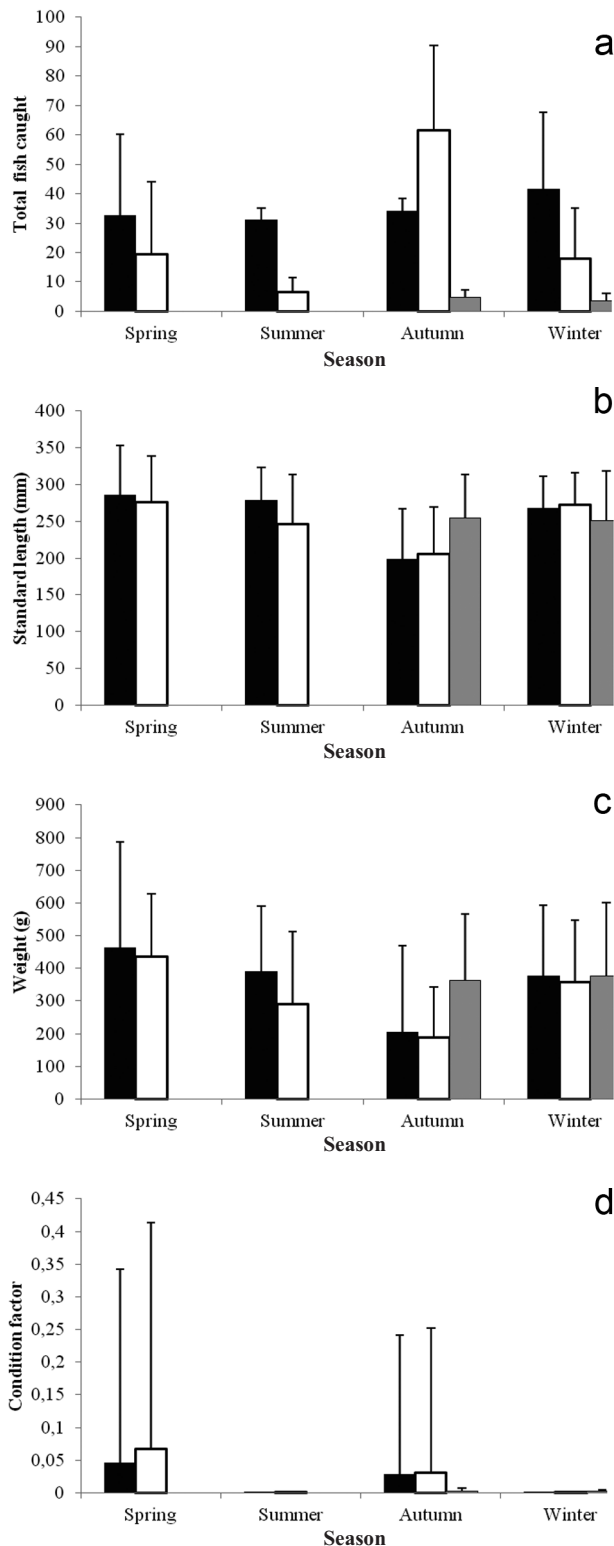 a
Total fish caught
100
90
80
70
60
50
40
30
20
10
0
Spring Summer Autumn Winter
Season
b
Standard length (mm)
400
350
300
250
200
150
100
50
0
Spring Summer Autumn Winter
Season
c
Weight (g)
900
800
700
600
500
400
300
200
100
0
Spring Summer Autumn Winter
Season
d
Condition factor
0,45
0,4
0,35
0,3
0,25
0,2
0,15
0,1
0,05
0
Spring Summer Autumn Winter
Season